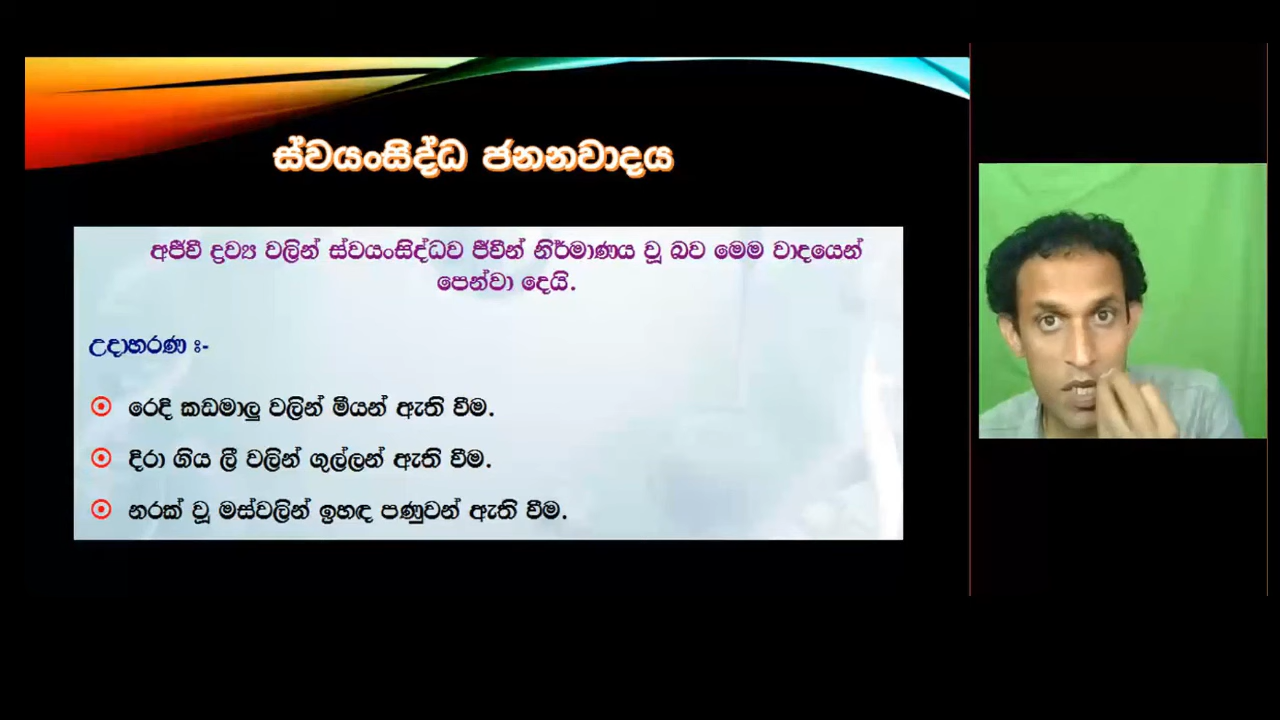 ස්වයංසිද්ධ ජනනවාදය
අජීවී ද්‍රව්‍ය වලින් ස්වයංසිද්ධව ජීවීන් නිර්මාණය වූ බව මෙම වාදයෙන්
පෙන්වා දෙයි.
උදාහරණ :-
රෙදි කඩමාලු වලින් මීයන් ඇති වීම.
දිරා ගිය ලී වලින් ගුල්ලන් ඇති වීම.
නරක් වූ මස්වලින් ඉහඳ පණුවන් ඇති වීම.